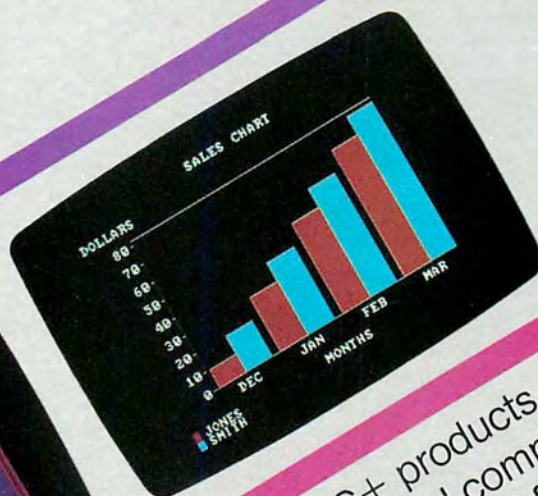 SALES CHART
DOLLARS
80-
70-
60-
50-
40-
30-
20-
10-
0
DEC
JAN
FEB
MAR
MONTHS
JONES
SMITH
+ products